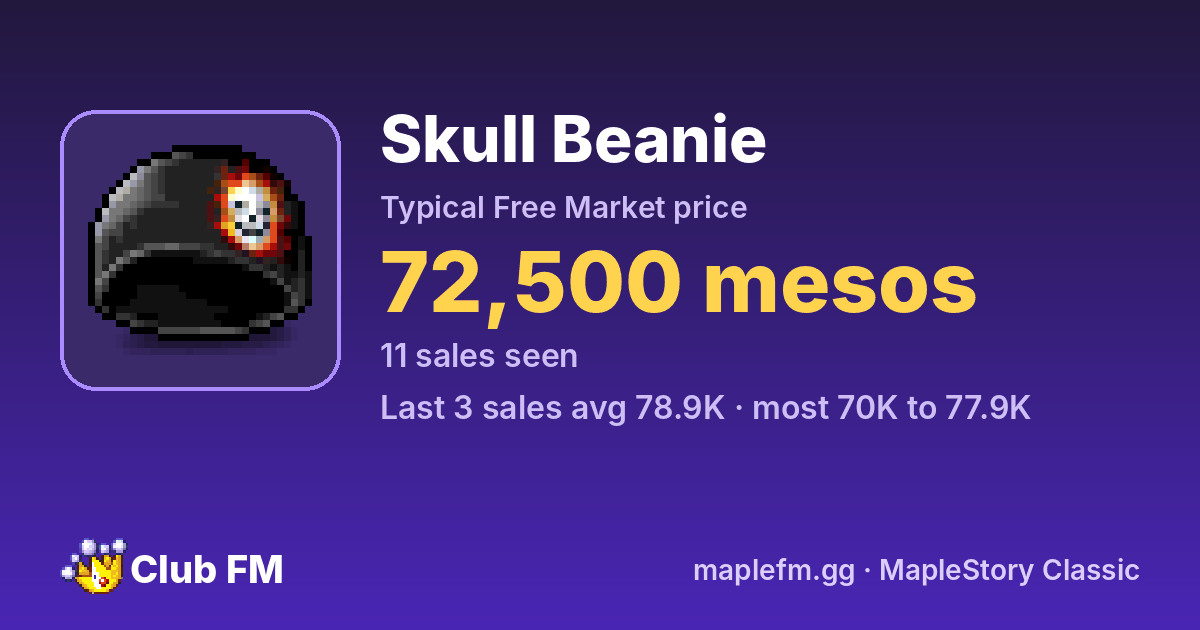 Skull Beanie
Typical Free Market price
72,500 mesos
11 sales seen
Last 3 sales avg 78.9K · most 70K to 77.9K
Club FM
maplefm.gg · MapleStory Classic